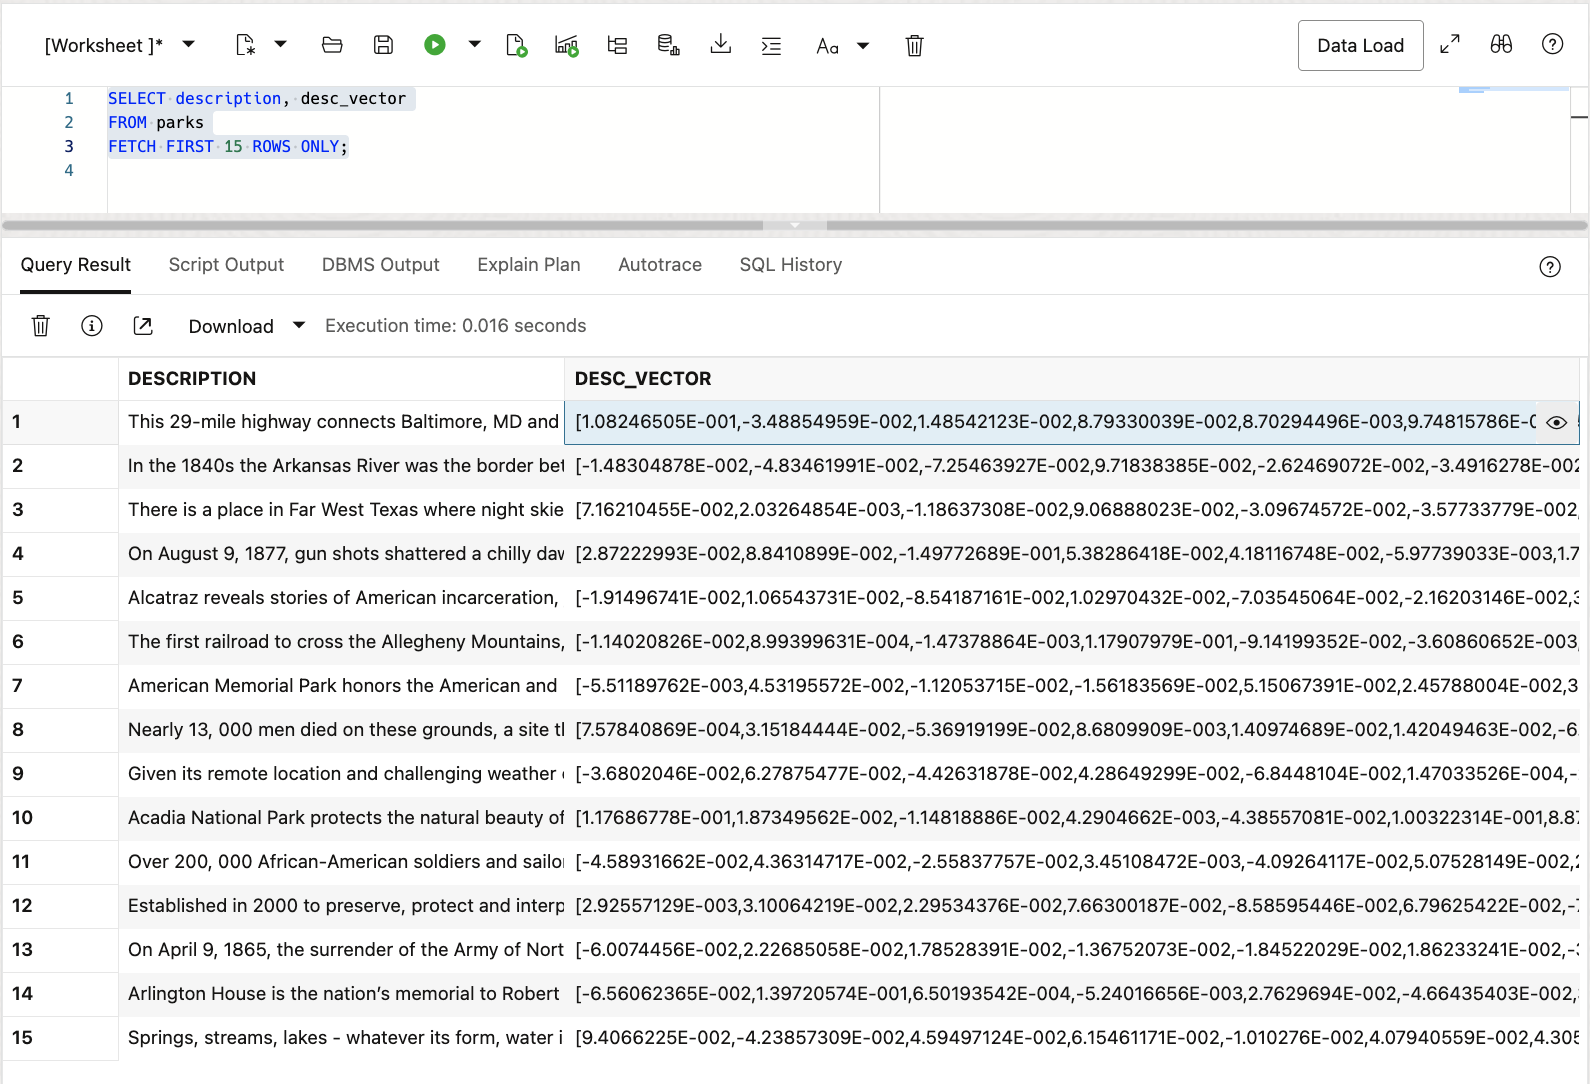 [Worksheet ]*
Aa
Data Load
1 SELECT description, desc_vector
2 FROM parks
3 FETCH FIRST 15 ROWS ONLY;
4
Query Result Script Output DBMS Output Explain Plan Autotrace SQL History
Download Execution time: 0.016 seconds
DESCRIPTION DESC_VECTOR
1 This 29-mile highway connects Baltimore, MD and [1.08246505E-001,-3.48854959E-002,1.48542123E-002,8.79330039E-002,8.70294496E-003,9.74815786E-0
2 In the 1840s the Arkansas River was the border bet [-1.48304878E-002,-4.83461991E-002,-7.25463927E-002,9.71838385E-002,-2.62469072E-002,-3.4916278E-002
3 There is a place in Far West Texas where night skie [7.16210455E-002,2.03264854E-003,-1.18637308E-002,9.06888023E-002,-3.09674572E-002,-3.57733779E-002,
4 On August 9, 1877, gun shots shattered a chilly dav [2.87222993E-002,8.8410899E-002,-1.49772689E-001,5.38286418E-002,4.18116748E-002,-5.97739033E-003,1.7
5 Alcatraz reveals stories of American incarceration, [-1.91496741E-002,1.06543731E-002,-8.54187161E-002,1.02970432E-002,-7.03545064E-002,-2.16203146E-002,3
6 The first railroad to cross the Allegheny Mountains, [-1.14020826E-002,8.99399631E-004,-1.47378864E-003,1.17907979E-001,-9.14199352E-002,-3.60860652E-003,
7 American Memorial Park honors the American and [-5.51189762E-003,4.53195572E-002,-1.12053715E-002,-1.56183569E-002,5.15067391E-002,2.45788004E-002,3
8 Nearly 13, 000 men died on these grounds, a site tl [7.57840869E-004,3.15184444E-002,-5.36919199E-002,8.6809909E-003,1.40974689E-002,1.42049463E-002,-6
9 Given its remote location and challenging weather [-3.6802046E-002,6.27875477E-002,-4.42631878E-002,4.28649299E-002,-6.8448104E-002,1.47033526E-004,-
10 Acadia National Park protects the natural beauty of [1.17686778E-001,1.87349562E-002,-1.14818886E-002,4.2904662E-003,-4.38557081E-002,1.00322314E-001,8.87
11 Over 200, 000 African-American soldiers and sailo [-4.58931662E-002,4.36314717E-002,-2.55837757E-002,3.45108472E-003,-4.09264117E-002,5.07528149E-002,2
12 Established in 2000 to preserve, protect and interp [2.92557129E-003,3.10064219E-002,2.29534376E-002,7.66300187E-002,-8.58595446E-002,6.79625422E-002,-7
13 On April 9, 1865, the surrender of the Army of Nort [-6.0074456E-002,2.22685058E-002,1.78528391E-002,-1.36752073E-002,-1.84522029E-002,1.86233241E-002,-3
14 Arlington House is the nation's memorial to Robert [-6.56062365E-002,1.39720574E-001,6.50193542E-004,-5.24016656E-003,2.7629694E-002,-4.66435403E-002,
15 Springs, streams, lakes - whatever its form, water i [9.4066225E-002,-4.23857309E-002,4.59497124E-002,6.15461171E-002,-1.010276E-002,4.07940559E-002,4.305